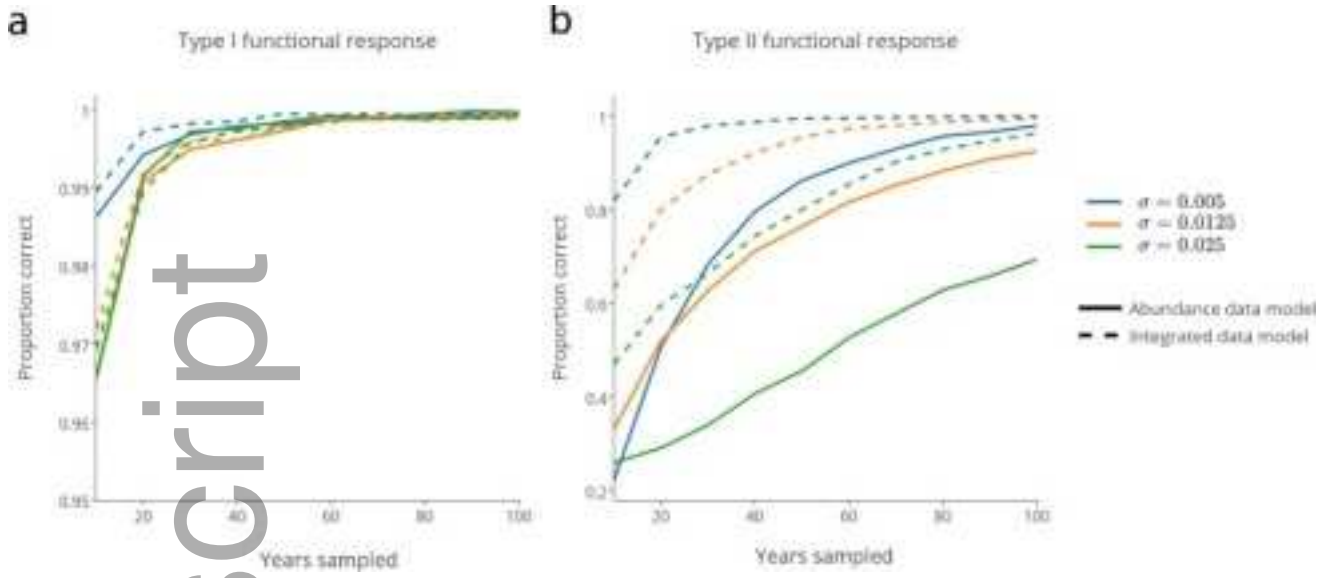 a
b
Type I functional response
Type II functional response
Proportion correct
1
0.99
0.98
0.97
0.96
0.95
20
40
60
80
100
Years sampled
Proportion correct
1
0.8
0.6
0.4
0.2
20
40
60
80
100
Years sampled
σ = 0.005
σ = 0.0125
σ = 0.025
Abundance data model
Integrated data model
script